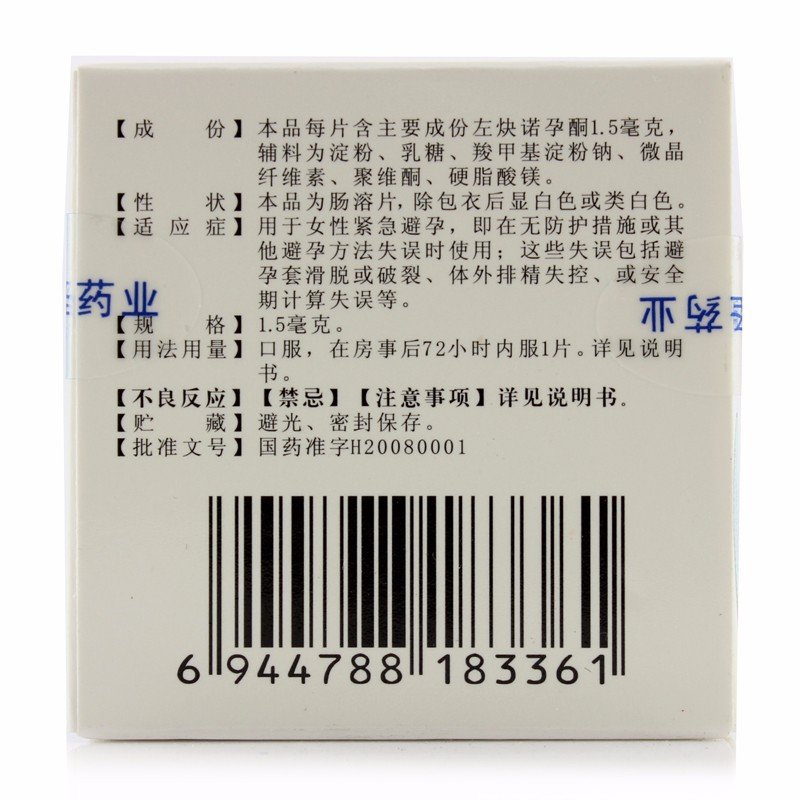 【成份】本品每片含主要成份左炔诺孕酮1.5毫克，
辅料为淀粉、乳糖、羧甲基淀粉钠、微晶
纤维素、聚维酮、硬脂酸镁。
【性状】本品为肠溶片，除包衣后显白色或类白色。
【适应症】用于女性紧急避孕，即在无防护措施或其
他避孕方法失误时使用；这些失误包括避
孕套滑脱或破裂、体外排精失控、或安全
期计算失误等。
药业
药业
【规格】1.5毫克。
【用法用量】口服，在房事后72小时内服1片。详见说明
书。
【不良反应】【禁忌】【注意事项】详见说明书。
【贮藏】避光、密封保存。
【批准文号】国药准字H20080001
6 944788 183361